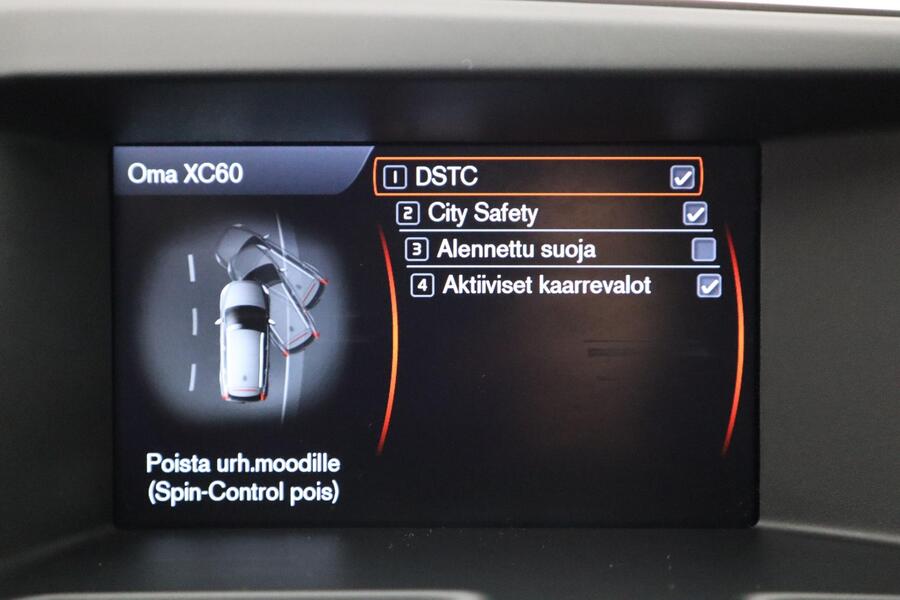 Oma XC60
1 DSTC
2 City Safety
3 Alennettu suoja
4 Aktiiviset kaarrevalot
Poista urh.moodille
(Spin-Control pois)